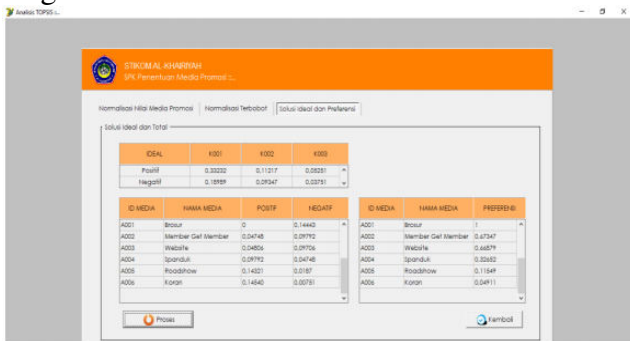 Analisis TOPSIS ::..
STIKOM AL-KHAIRIYAH
SPK Penentuan Media Promosi ::..
Normalisasi Nilai Media Promosi Normalisasi Terbobot Solusi Ideal dan Preferensi
Solusi Ideal dan Total
IDEAL K001 K002 K003
Positif 0,33232 0,11217 0,08251
Negatif 0,18989 0,09347 0,03751
ID MEDIA NAMA MEDIA POSITIF NEGATIF
A001 Brosur 0 0,14443
A002 Member Get Member 0,04748 0,09792
A003 Website 0,04806 0,09706
A004 Spanduk 0,09792 0,04748
A005 Roadshow 0,14321 0,0187
A006 Koran 0,14540 0,00751
ID MEDIA NAMA MEDIA PREFERENSI
A001 Brosur 1
A002 Member Get Member 0,67347
A003 Website 0,66879
A004 Spanduk 0,32652
A005 Roadshow 0,11549
A006 Koran 0,04911
Proses
Kembali